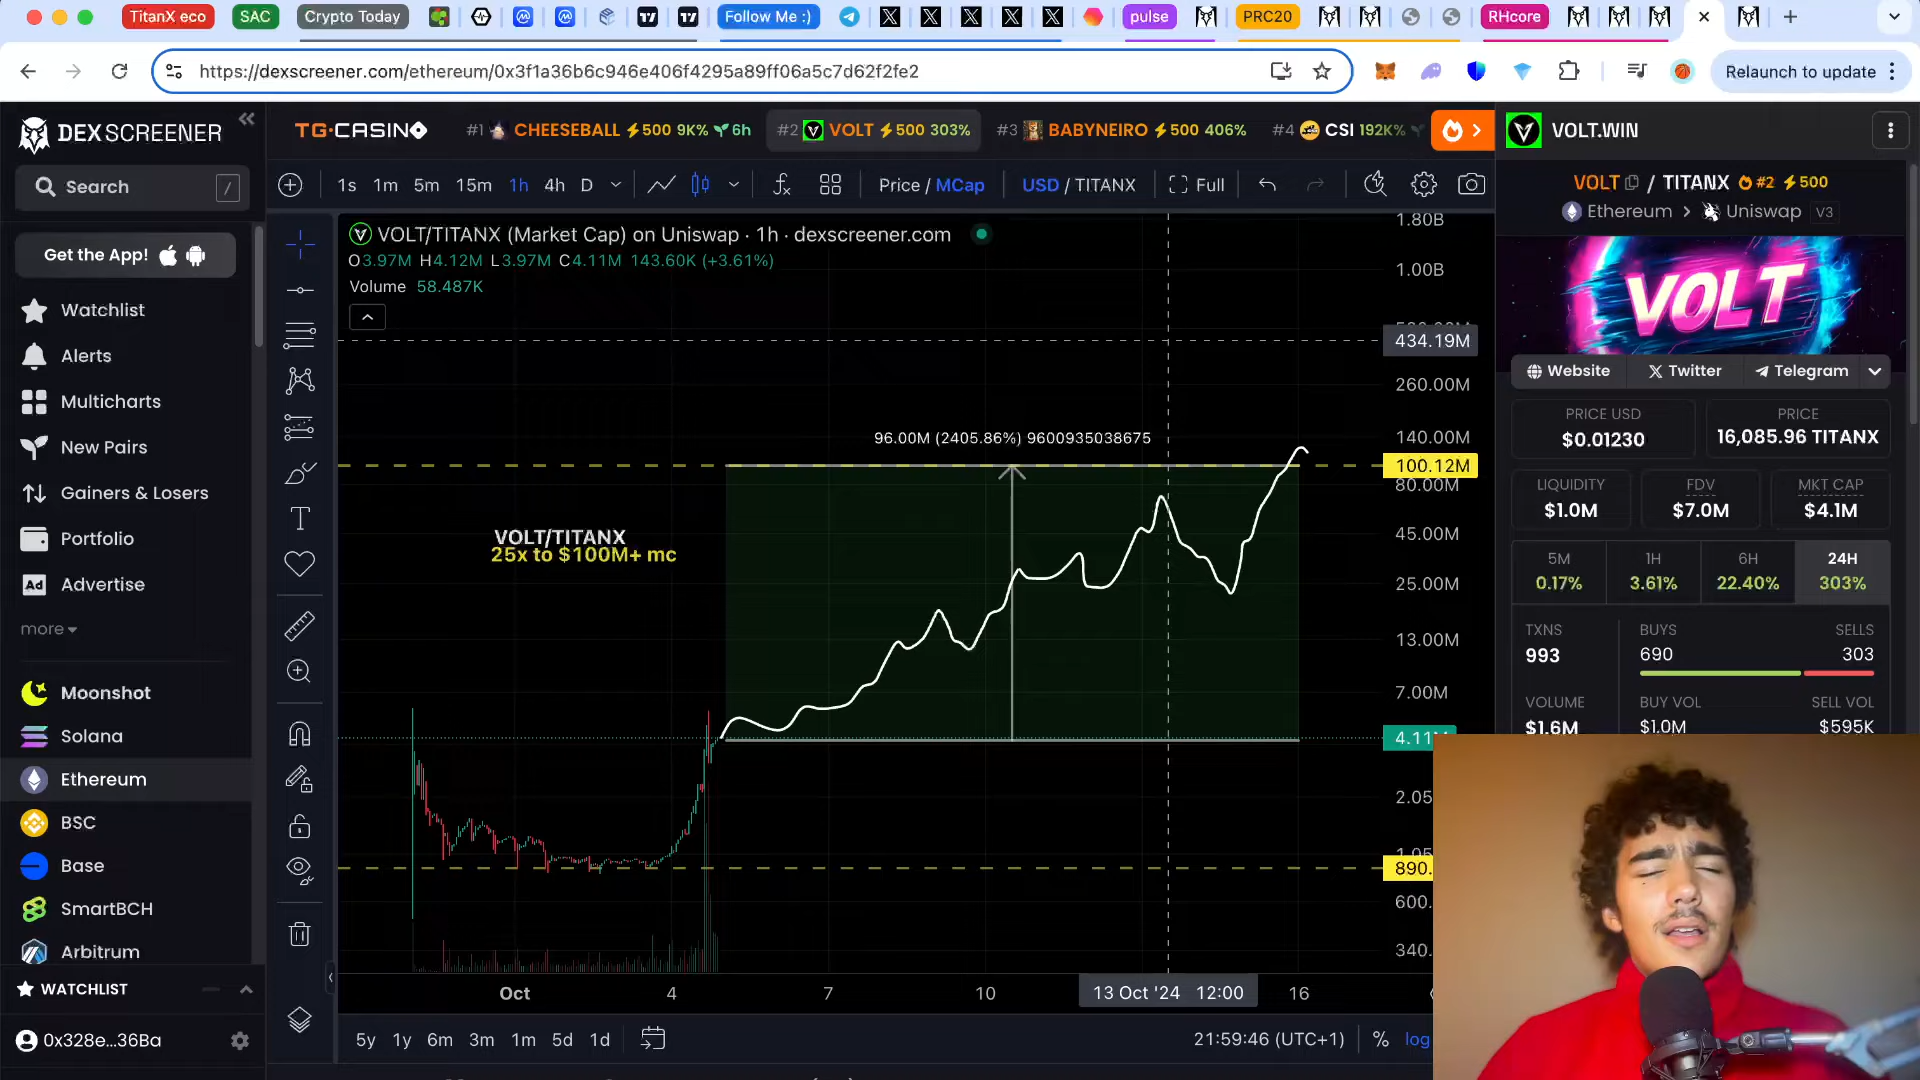 TitanX eco
SAC
Crypto Today
Follow Me :)
pulse
PRC20
RHcore
https://dexscreener.com/ethereum/0x3f1a36b6c946e406f4295a89ff06a5c7d62f2fe2
Relaunch to update
DEX SCREENER
Search
/
Get the App!
Watchlist
Alerts
Multicharts
New Pairs
Gainers & Losers
Portfolio
Ad
Advertise
more
Moonshot
Solana
Ethereum
BSC
Base
SmartBCH
Arbitrum
WATCHLIST
0x328e...36Ba
TG·CASINO
#1 CHEESEBALL 500 9K% 6h
#2 VOLT 500 303%
#3 BABYNEIRO 500 406%
#4 CSI 192K%
1s 1m 5m 15m 1h 4h D
Price / MCap
USD / TITANX
Full
VOLT/TITANX (Market Cap) on Uniswap · 1h · dexscreener.com
O3.97M H4.12M L3.97M C4.11M 143.60K (+3.61%)
Volume 58.487K
96.00M (2405.86%) 9600935038675
VOLT/TITANX
25x to $100M+ mc
1.80B
1.00B
434.19M
260.00M
140.00M
100.12M
80.00M
45.00M
25.00M
13.00M
7.00M
4.11
2.05
890.
600.
340.
Oct 4 7 10 13 Oct '24 12:00 16
5y 1y 6m 3m 1m 5d 1d
21:59:46 (UTC+1) % log
VOLT.WIN
VOLT / TITANX #2 500
Ethereum > Uniswap V3
VOLT
Website
Twitter
Telegram
PRICE USD
$0.01230
PRICE
16,085.96 TITANX
LIQUIDITY
$1.0M
FDV
$7.0M
MKT CAP
$4.1M
5M
0.17%
1H
3.61%
6H
22.40%
24H
303%
TXNS
993
BUYS
690
SELLS
303
VOLUME
$1.6M
BUY VOL
$1.0M
SELL VOL
$595K